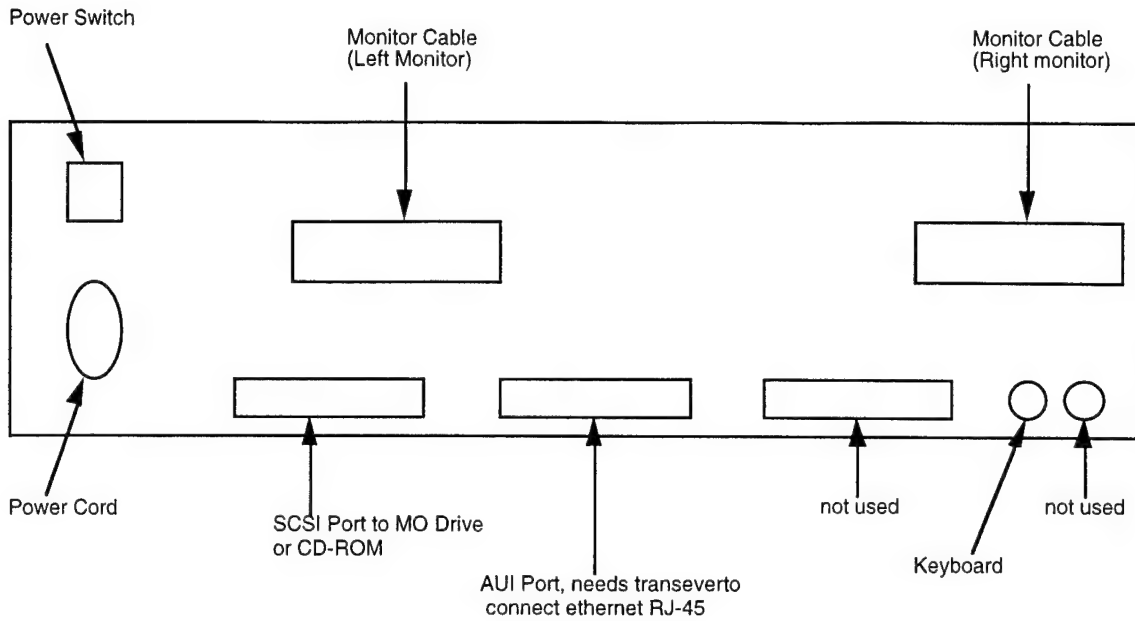 Power Switch
Monitor Cable
(Left Monitor)
Monitor Cable
(Right monitor)
Power Cord
SCSI Port to MO Drive
or CD-ROM
AUI Port, needs transeverto
connect ethernet RJ-45
not used
Keyboard
not used